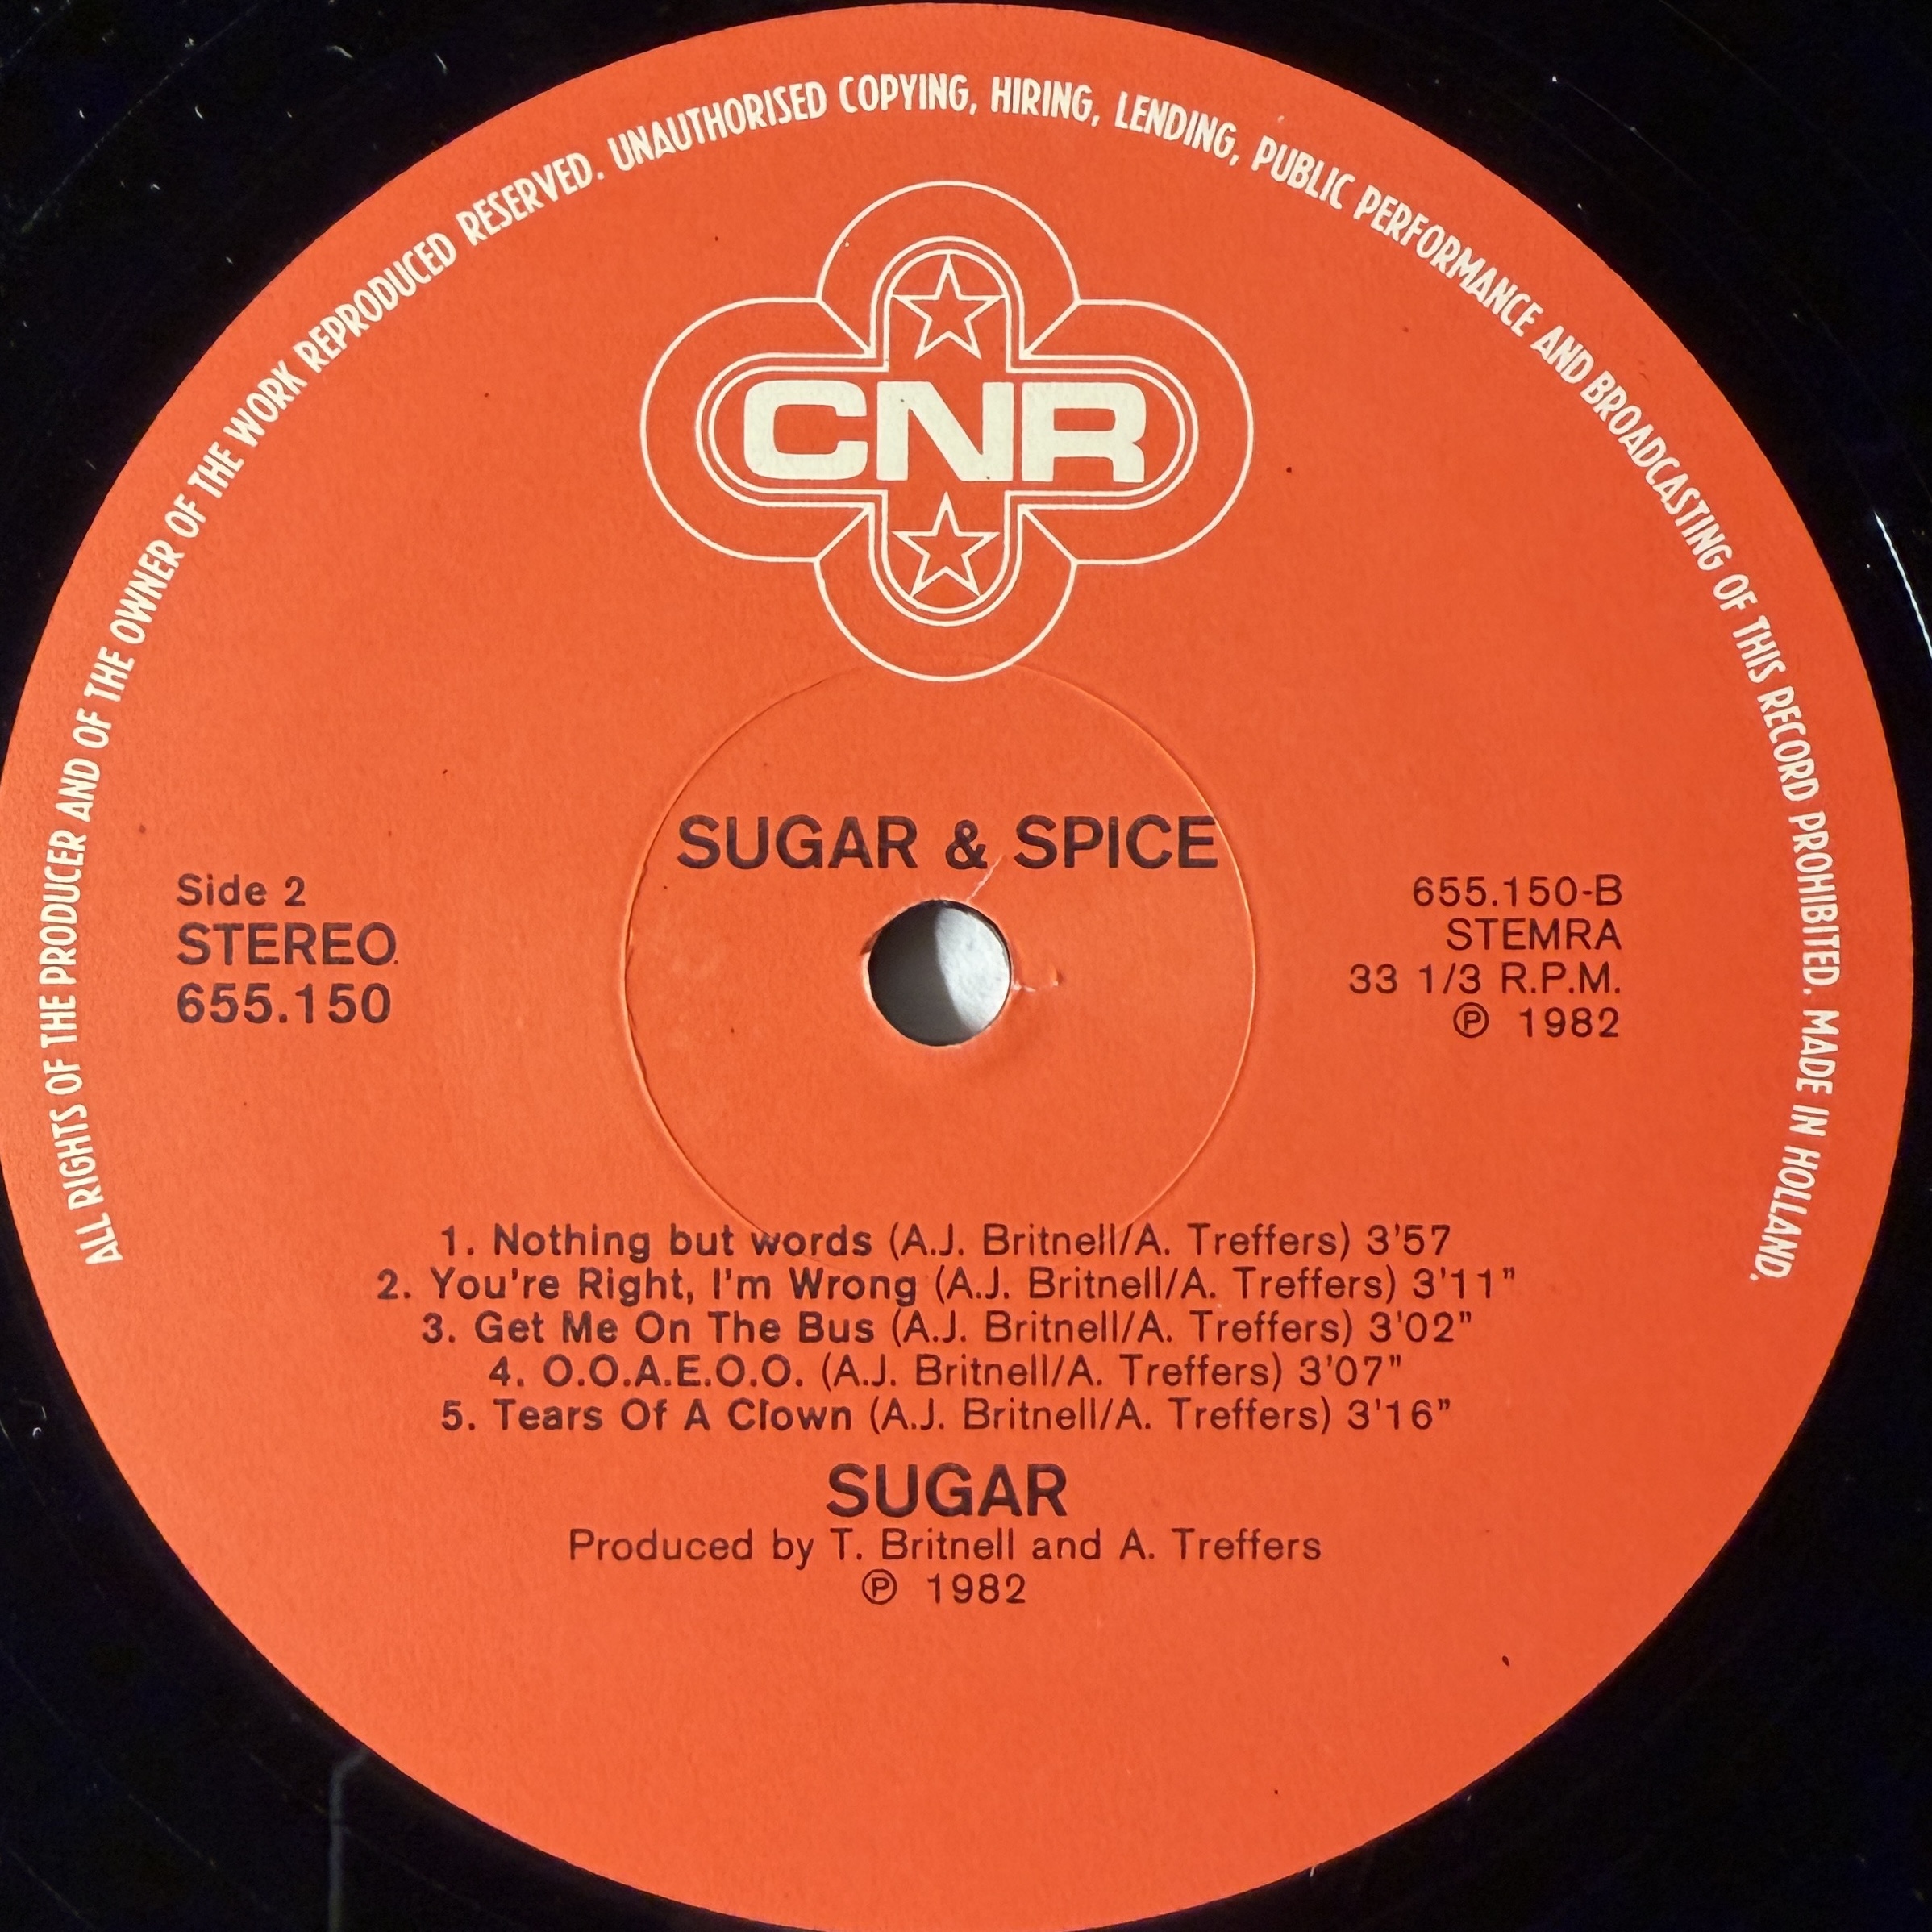 ALL RIGHTS OF THE PRODUCER AND OF THE OWNER OF THE WORK REPRODUCED RESERVED. UNAUTHORISED COPYING, HIRING, LENDING, PUBLIC PERFORMANCE AND BROADCASTING OF THIS RECORD PROHIBITED. MADE IN HOLLAND.
CNR
SUGAR & SPICE
Side 2
STEREO
655.150
655.150-B
STEMRA
33 1/3 R.P.M.
Ⓟ 1982
1. Nothing but words (A.J. Britnell/A. Treffers) 3'57
2. You're Right, I'm Wrong (A.J. Britnell/A. Treffers) 3'11"
3. Get Me On The Bus (A.J. Britnell/A. Treffers) 3'02"
4. O.O.A.E.O.O. (A.J. Britnell/A. Treffers) 3'07"
5. Tears Of A Clown (A.J. Britnell/A. Treffers) 3'16"
SUGAR
Produced by T. Britnell and A. Treffers
Ⓟ 1982